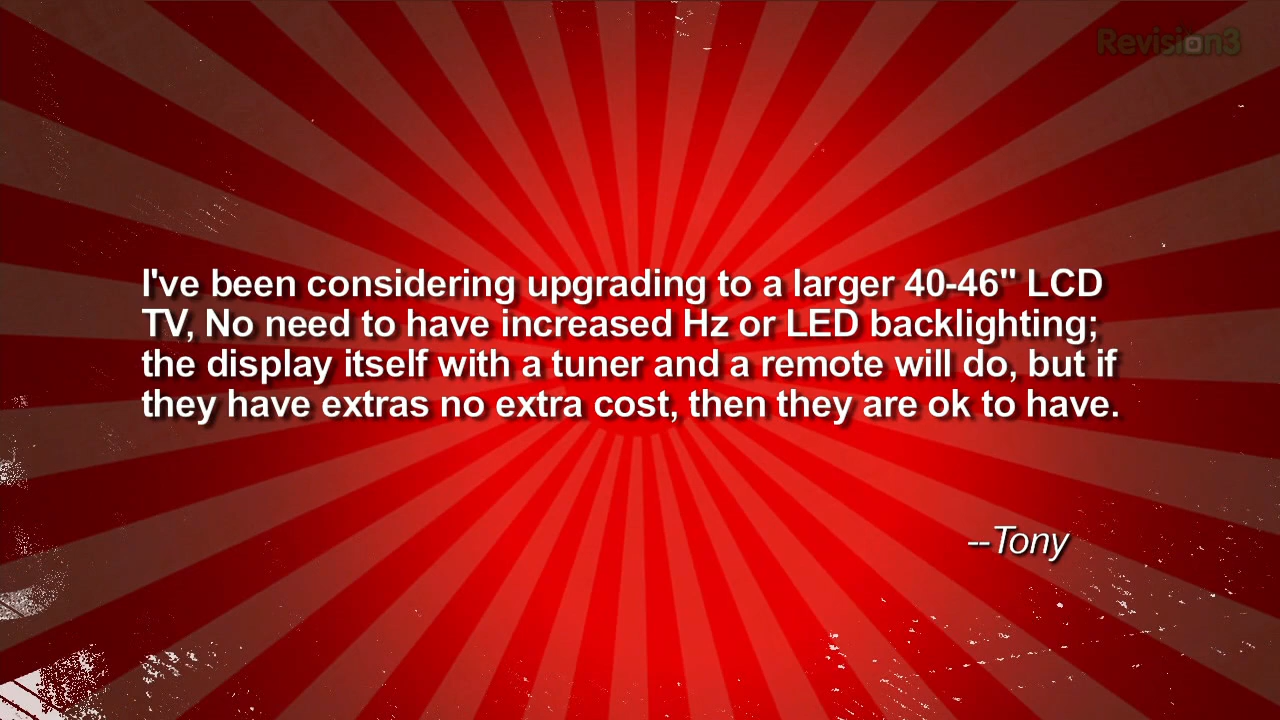 Revision3
I've been considering upgrading to a larger 40-46" LCD
TV, No need to have increased Hz or LED backlighting;
the display itself with a tuner and a remote will do, but if
they have extras no extra cost, then they are ok to have.
--Tony